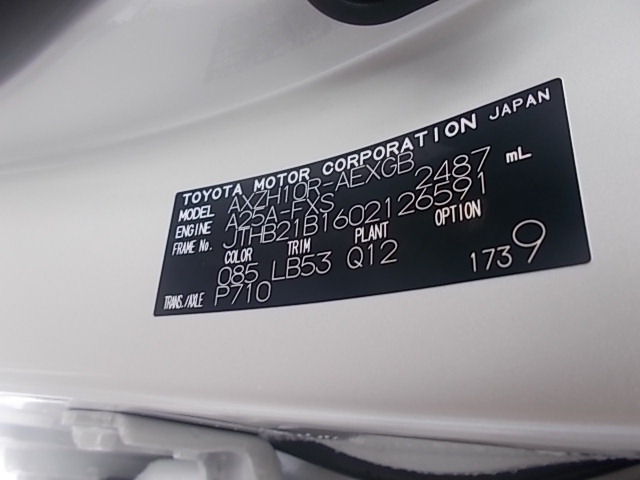 TOYOTA MOTOR CORPORATION JAPAN
MODEL AXZH10R-AEXGB
ENGINE A25A-FXS 2487 mL
FRAME No. JTHB21B1602126591
COLOR TRIM PLANT OPTION
085 LB53 Q12
TRANS./AXLE P710 1739